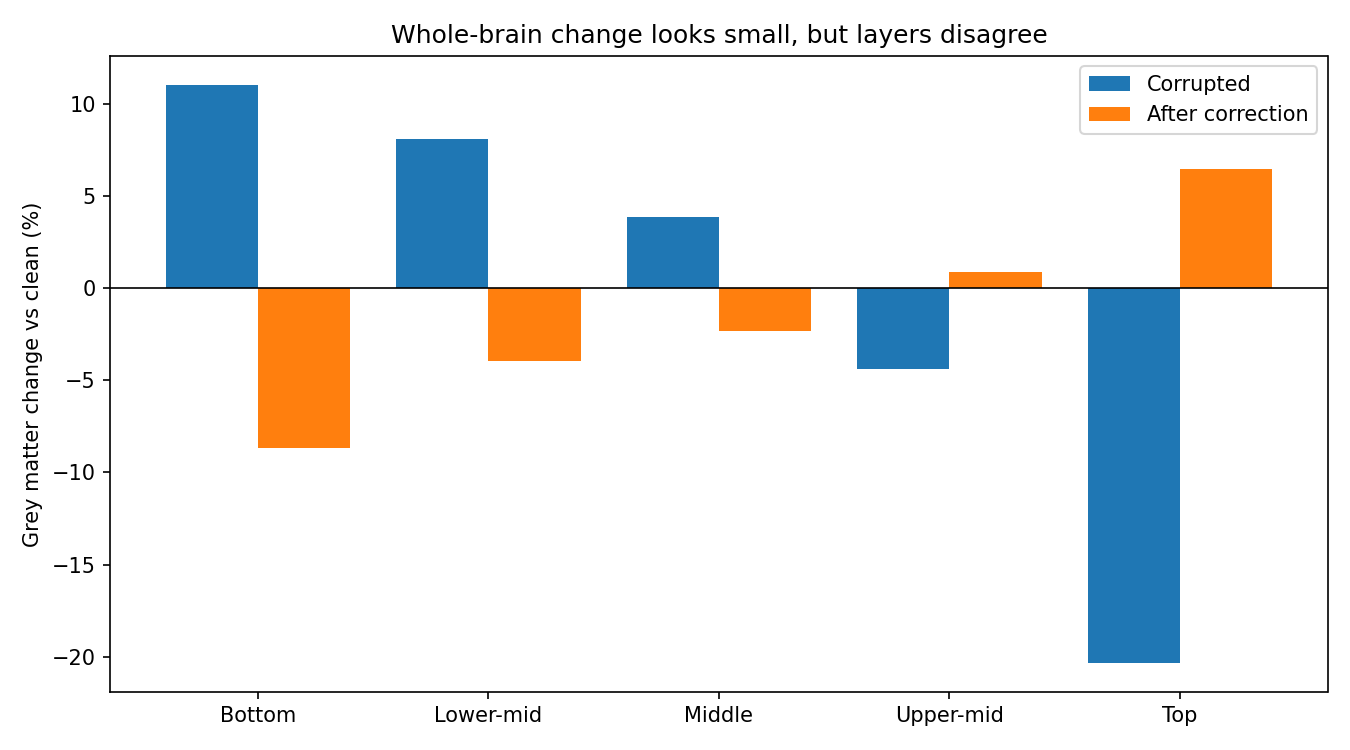 Whole-brain change looks small, but layers disagree
Corrupted
After correction
Grey matter change vs clean (%)
10
5
0
−5
−10
−15
−20
Bottom
Lower-mid
Middle
Upper-mid
Top